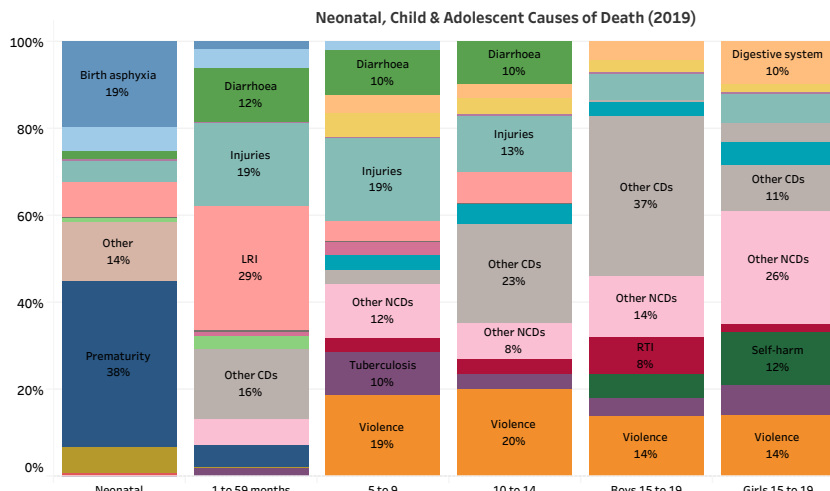 Neonatal, Child & Adolescent Causes of Death (2019)
100%
80%
60%
40%
20%
0%
Birth asphyxia
19%
Other
14%
Prematurity
38%
Diarrhoea
12%
Injuries
19%
LRI
29%
Other CDs
16%
Diarrhoea
10%
Injuries
19%
Other NCDs
12%
Tuberculosis
10%
Violence
19%
Diarrhoea
10%
Injuries
13%
Other CDs
23%
Other NCDs
8%
Violence
20%
Other CDs
37%
Other NCDs
14%
RTI
8%
Violence
14%
Digestive system
10%
Other CDs
11%
Other NCDs
26%
Self-harm
12%
Violence
14%
Neonatal
1 to 59 months
5 to 9
10 to 14
Boys 15 to 19
Girls 15 to 19